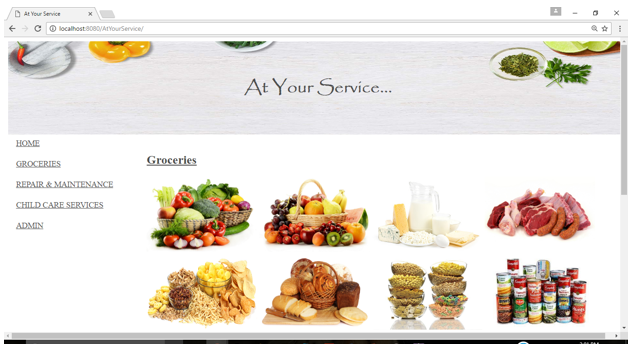 At Your Service
localhost:8080/AtYourService/
At Your Service...
HOME
GROCERIES
REPAIR & MAINTENANCE
CHILD CARE SERVICES
ADMIN
Groceries